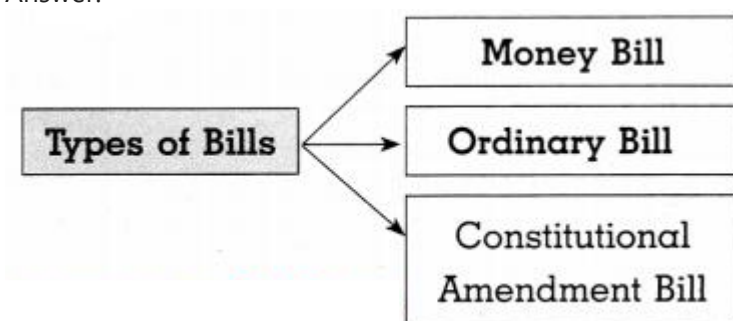 Answer:
Money Bill
Types of Bills
Ordinary Bill
Constitutional
Amendment Bill